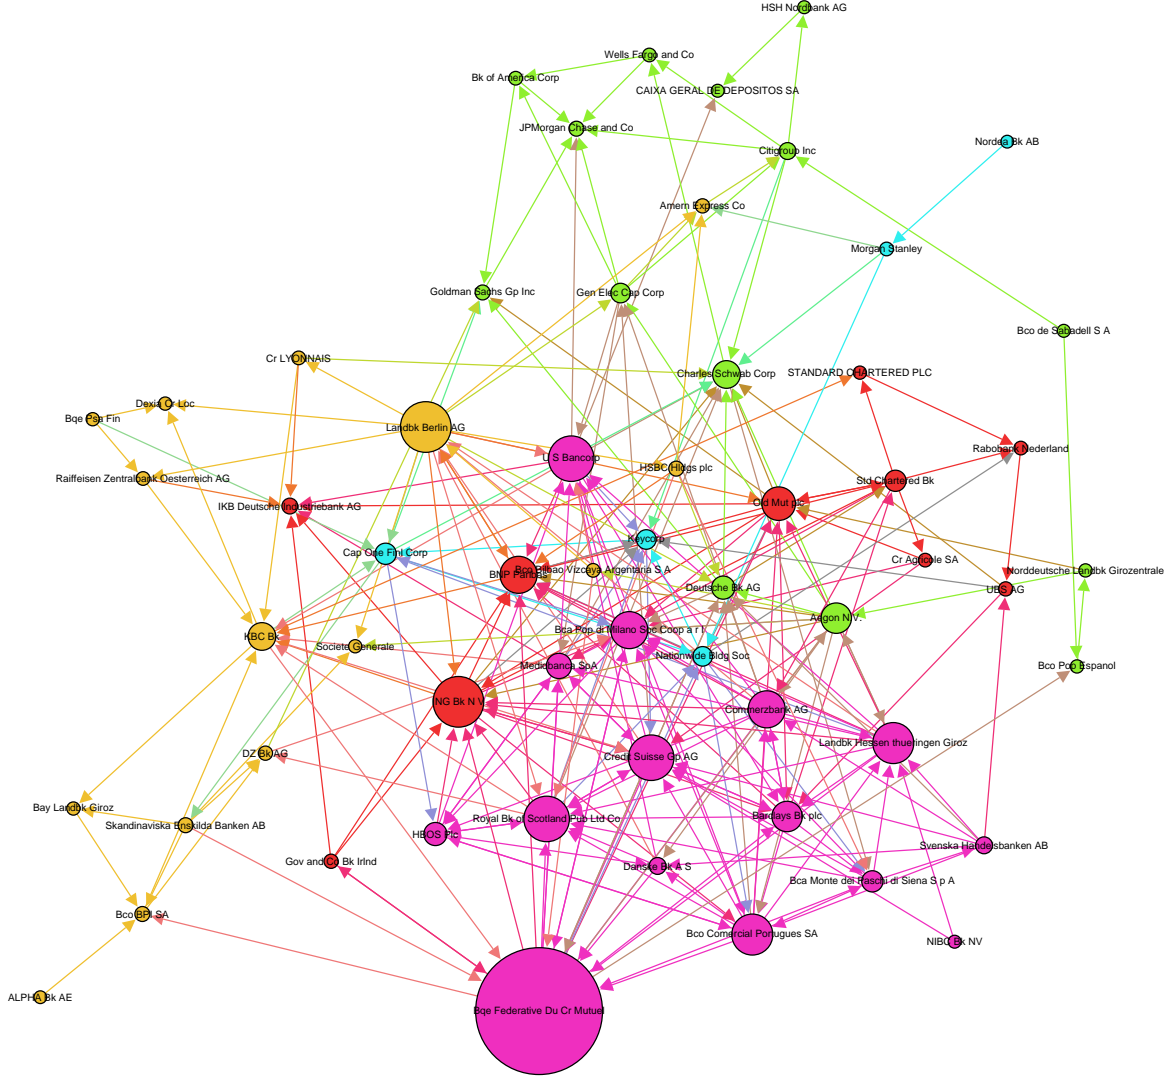 HSH Nordbank AG
Wells Fargo and Co
Bk of America Corp
CAIXA GERAL DE DEPOSITOS SA
JPMorgan Chase and Co
Citigroup Inc
Nordea Bk AB
Amern Express Co
Morgan Stanley
Goldman Sachs Gp Inc
Gen Elec Cap Corp
Bco de Sabadell S A
Cr LYONNAIS
Charles Schwab Corp
STANDARD CHARTERED PLC
Dexia Cr Loc
Bqe Psa Fin
Landbk Berlin AG
Rabobank Nederland
U S Bancorp
HSBC Hldgs plc
Raiffeisen Zentralbank Oesterreich AG
Std Chartered Bk
IKB Deutsche Industriebank AG
Old Mut plc
Keycorp
Cap One Finl Corp
Cr Agricole SA
Bco Bilbao Vizcaya Argentaria S A
Norddeutsche Landbk Girozentrale
BNP Paribas
Deutsche Bk AG
UBS AG
Aegon N.V.
Bca Pop di Milano Soc Coop a r l
KBC Bk
Societe Generale
Nationwide Bldg Soc
Mediobanca SpA
Bco Pop Espanol
ING Bk N V
Commerzbank AG
Landbk Hessen thueringen Giroz
DZ Bk AG
Credit Suisse Gp AG
Bay Landbk Giroz
Skandinaviska Enskilda Banken AB
Royal Bk of Scotland Pub Ltd Co
Barclays Bk plc
HBOS Plc
Svenska Handelsbanken AB
Gov and Co Bk Irlnd
Danske Bk A S
Bca Monte dei Paschi di Siena S p A
Bco BPI SA
Bco Comercial Portugues SA
NIBC Bk NV
ALPHA Bk AE
Bqe Federative Du Cr Mutuel